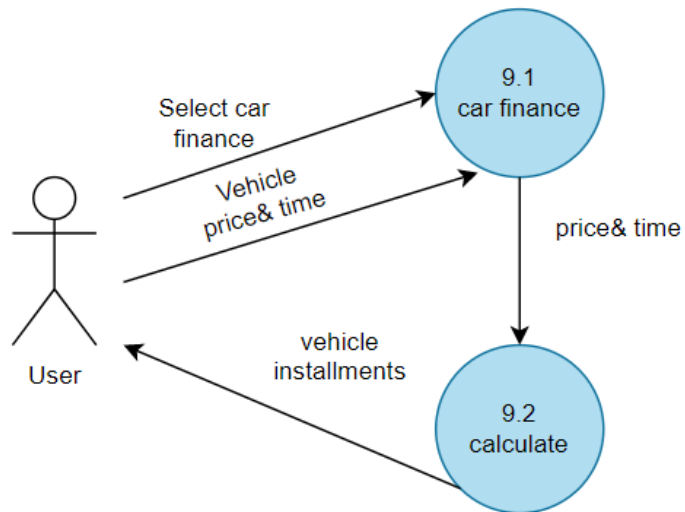 9.1
car finance
Select car
finance
Vehicle
price& time
price& time
vehicle
installments
User
9.2
calculate